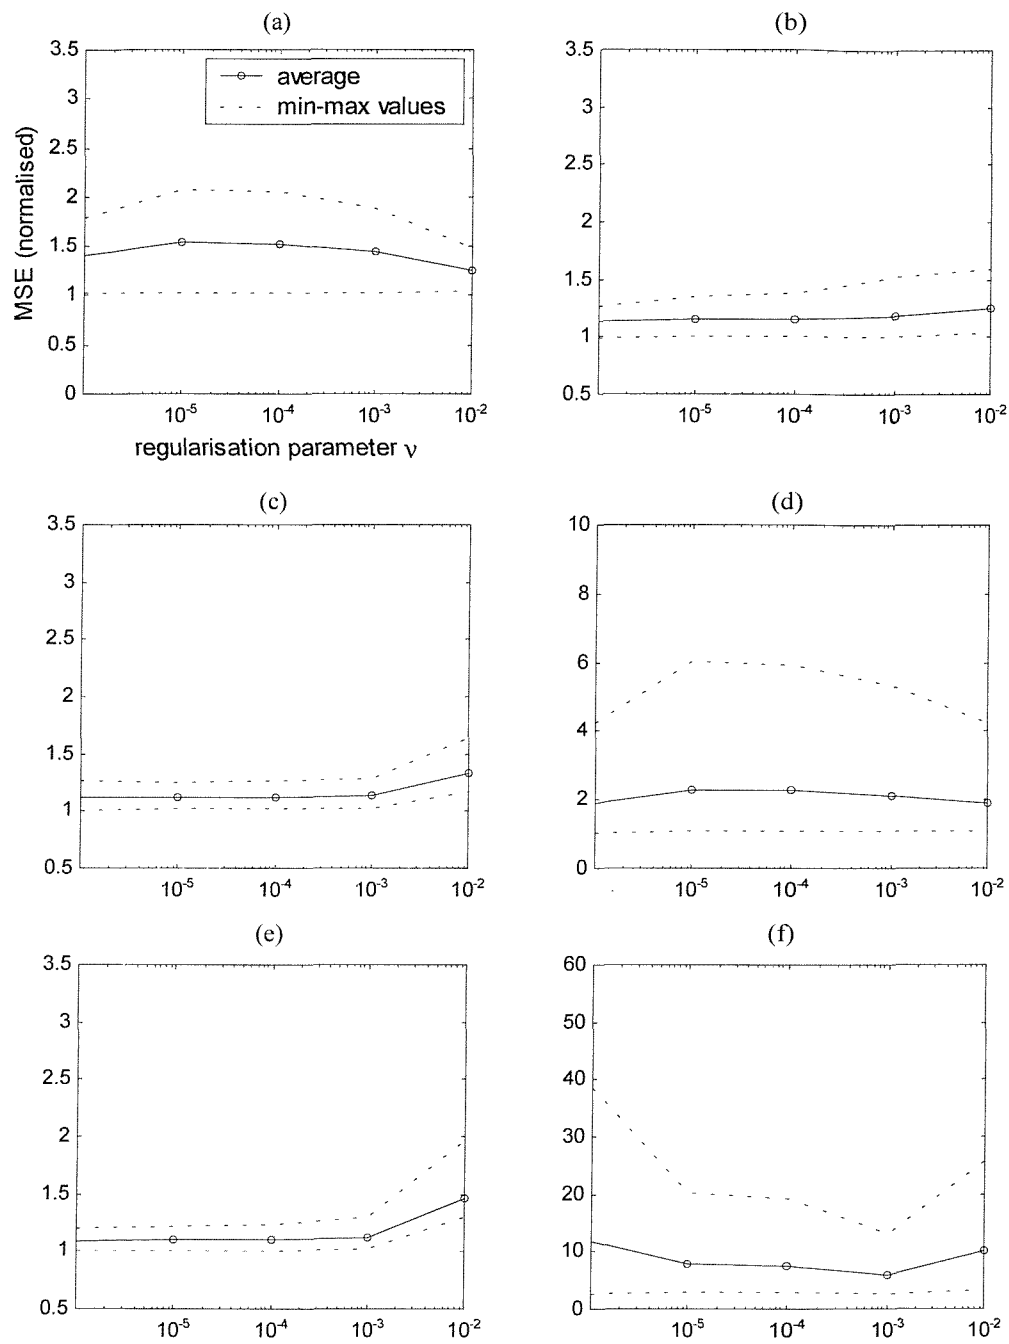 (a)
3.5
3
2.5
2
1.5
1
0.5
0
MSE (normalised)
average
min-max values
10⁻⁵ 10⁻⁴ 10⁻³ 10⁻²
regularisation parameter ν
(b)
3.5
3
2.5
2
1.5
1
0.5
10⁻⁵ 10⁻⁴ 10⁻³ 10⁻²
(c)
3.5
3
2.5
2
1.5
1
0.5
10⁻⁵ 10⁻⁴ 10⁻³ 10⁻²
(d)
10
8
6
4
2
0
10⁻⁵ 10⁻⁴ 10⁻³ 10⁻²
(e)
3.5
3
2.5
2
1.5
1
0.5
10⁻⁵ 10⁻⁴ 10⁻³ 10⁻²
(f)
60
50
40
30
20
10
0
10⁻⁵ 10⁻⁴ 10⁻³ 10⁻²